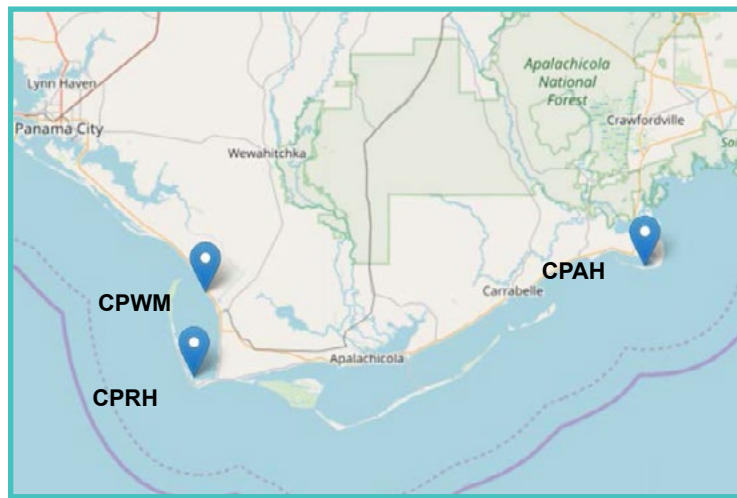 Lynn Haven
Panama City
Wewahitchka
Apalachicola
National
Forest
Crawfordville
CPWM
CPAH
Carrabelle
CPRH
Apalachicola